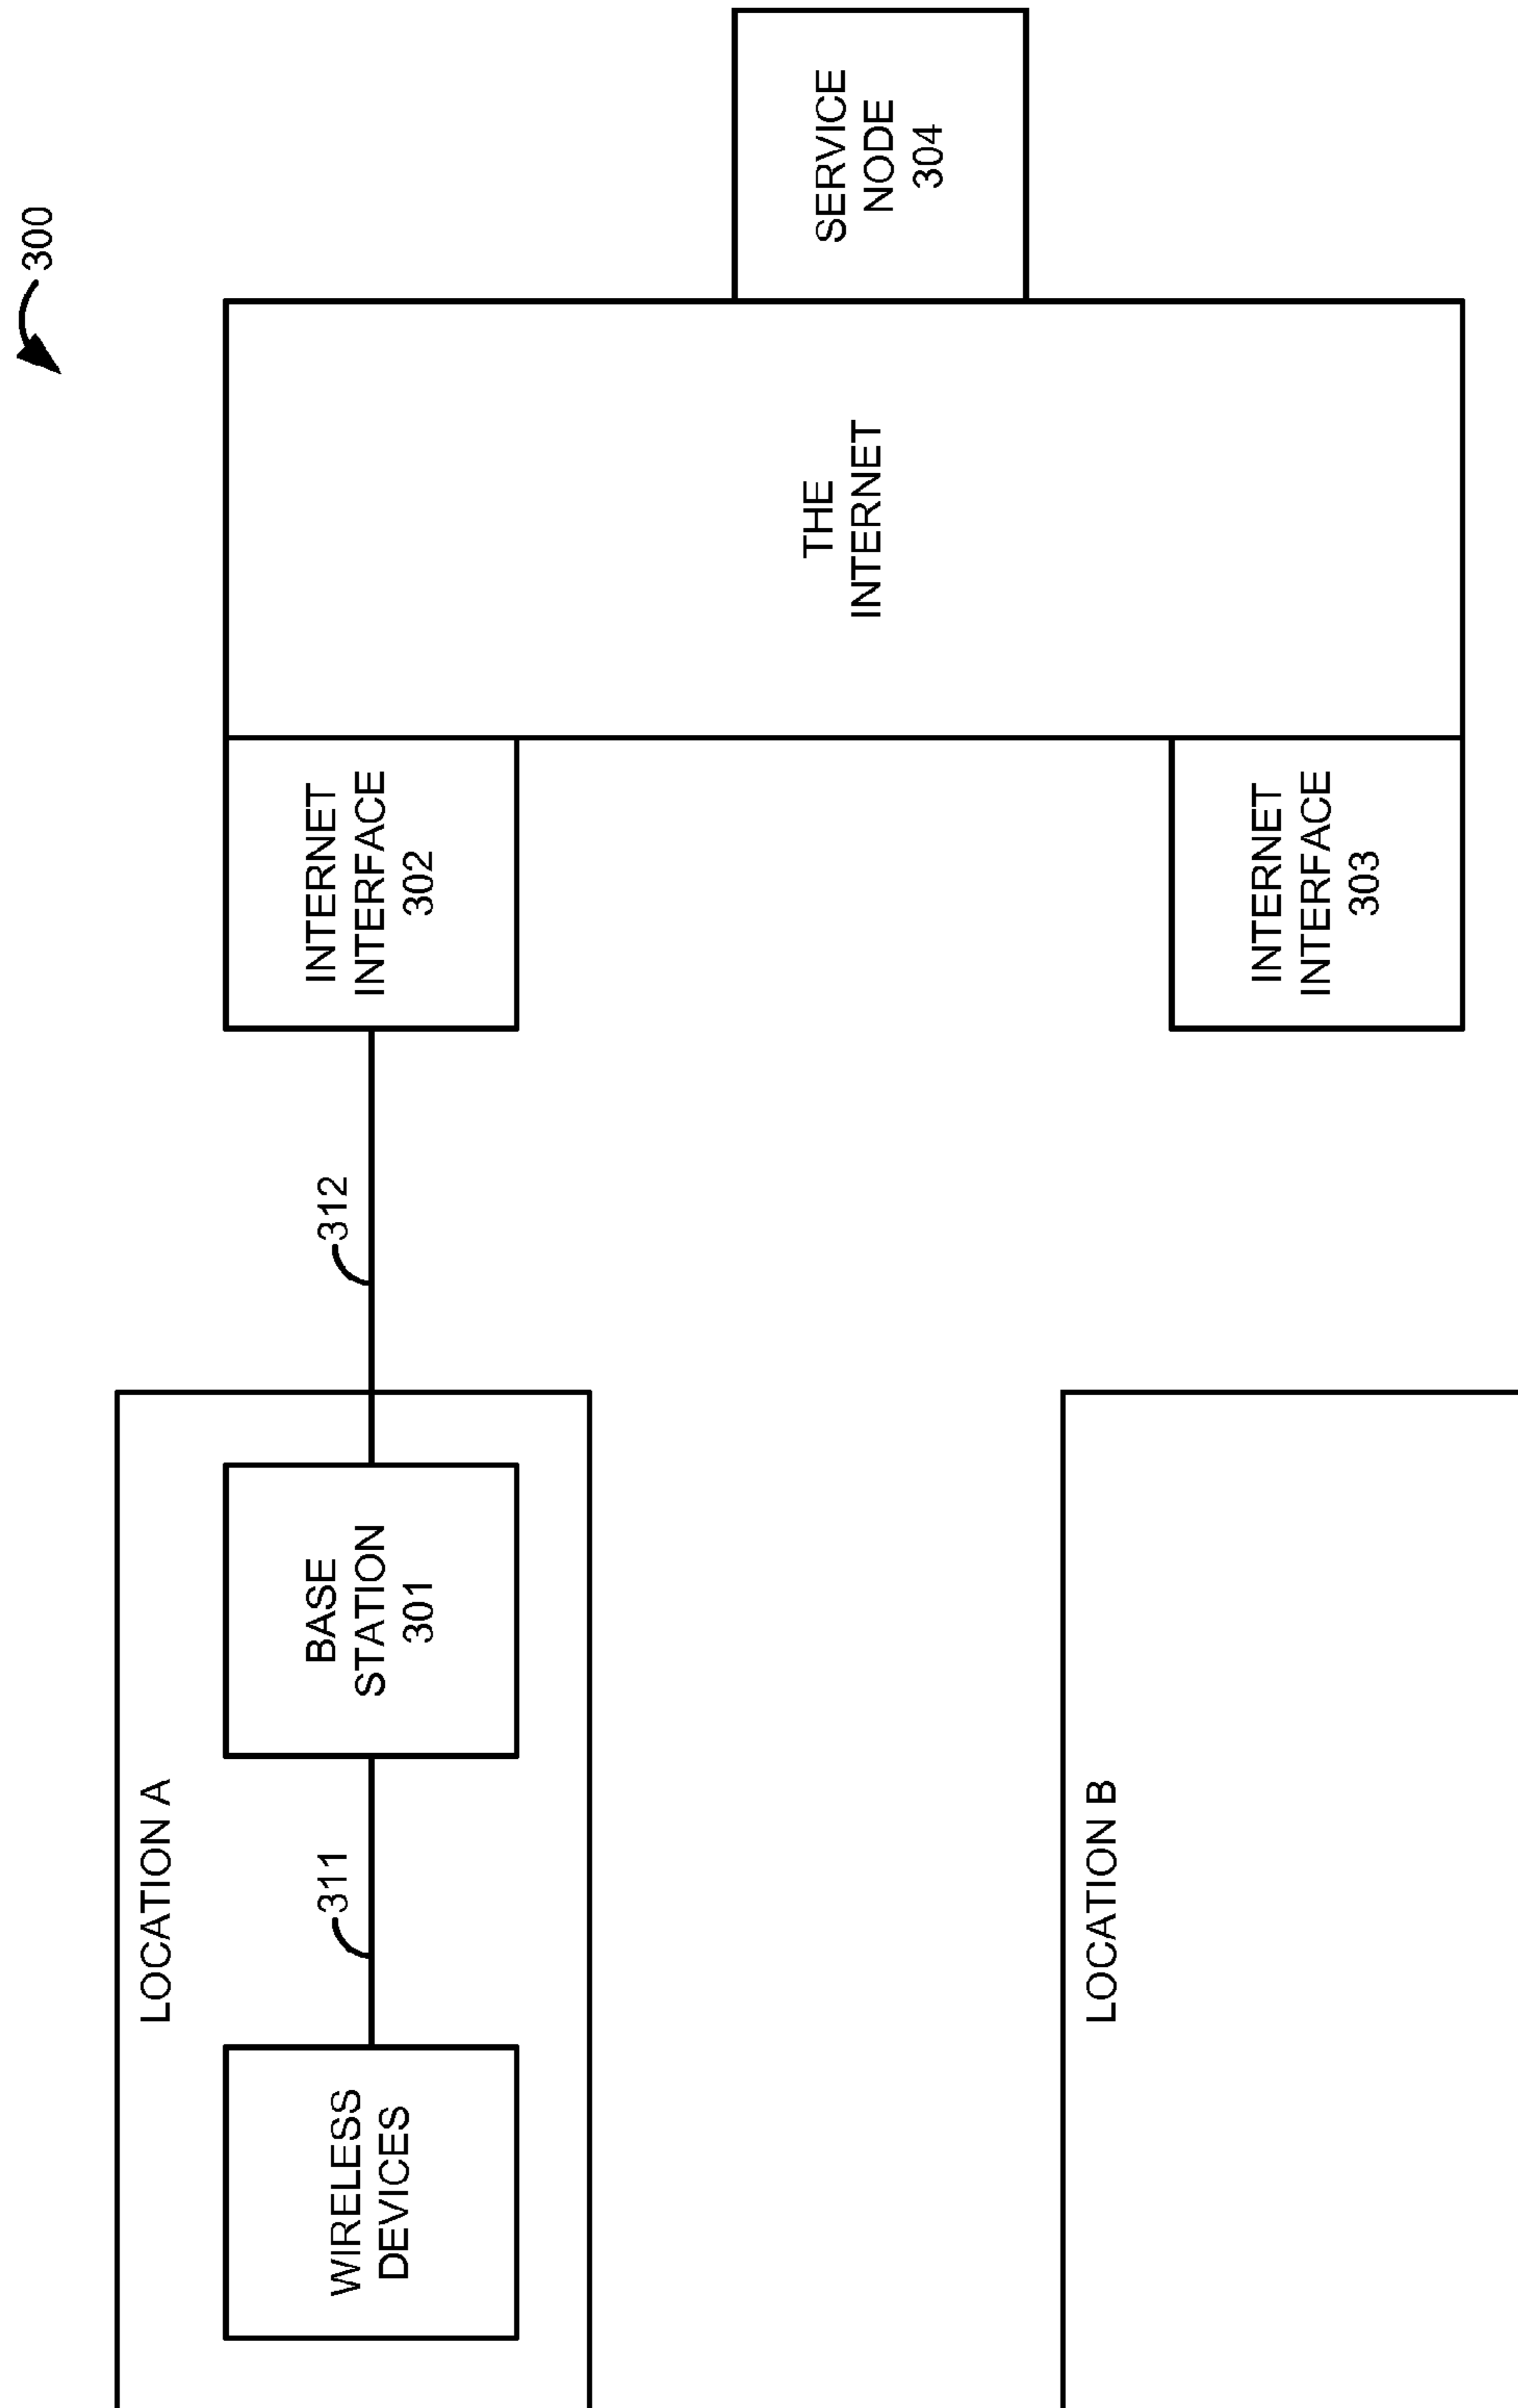 300
LOCATION A
WIRELESS
DEVICES
311
BASE
STATION
301
312
INTERNET
INTERFACE
302
THE
INTERNET
SERVICE
NODE
304
LOCATION B
INTERNET
INTERFACE
303